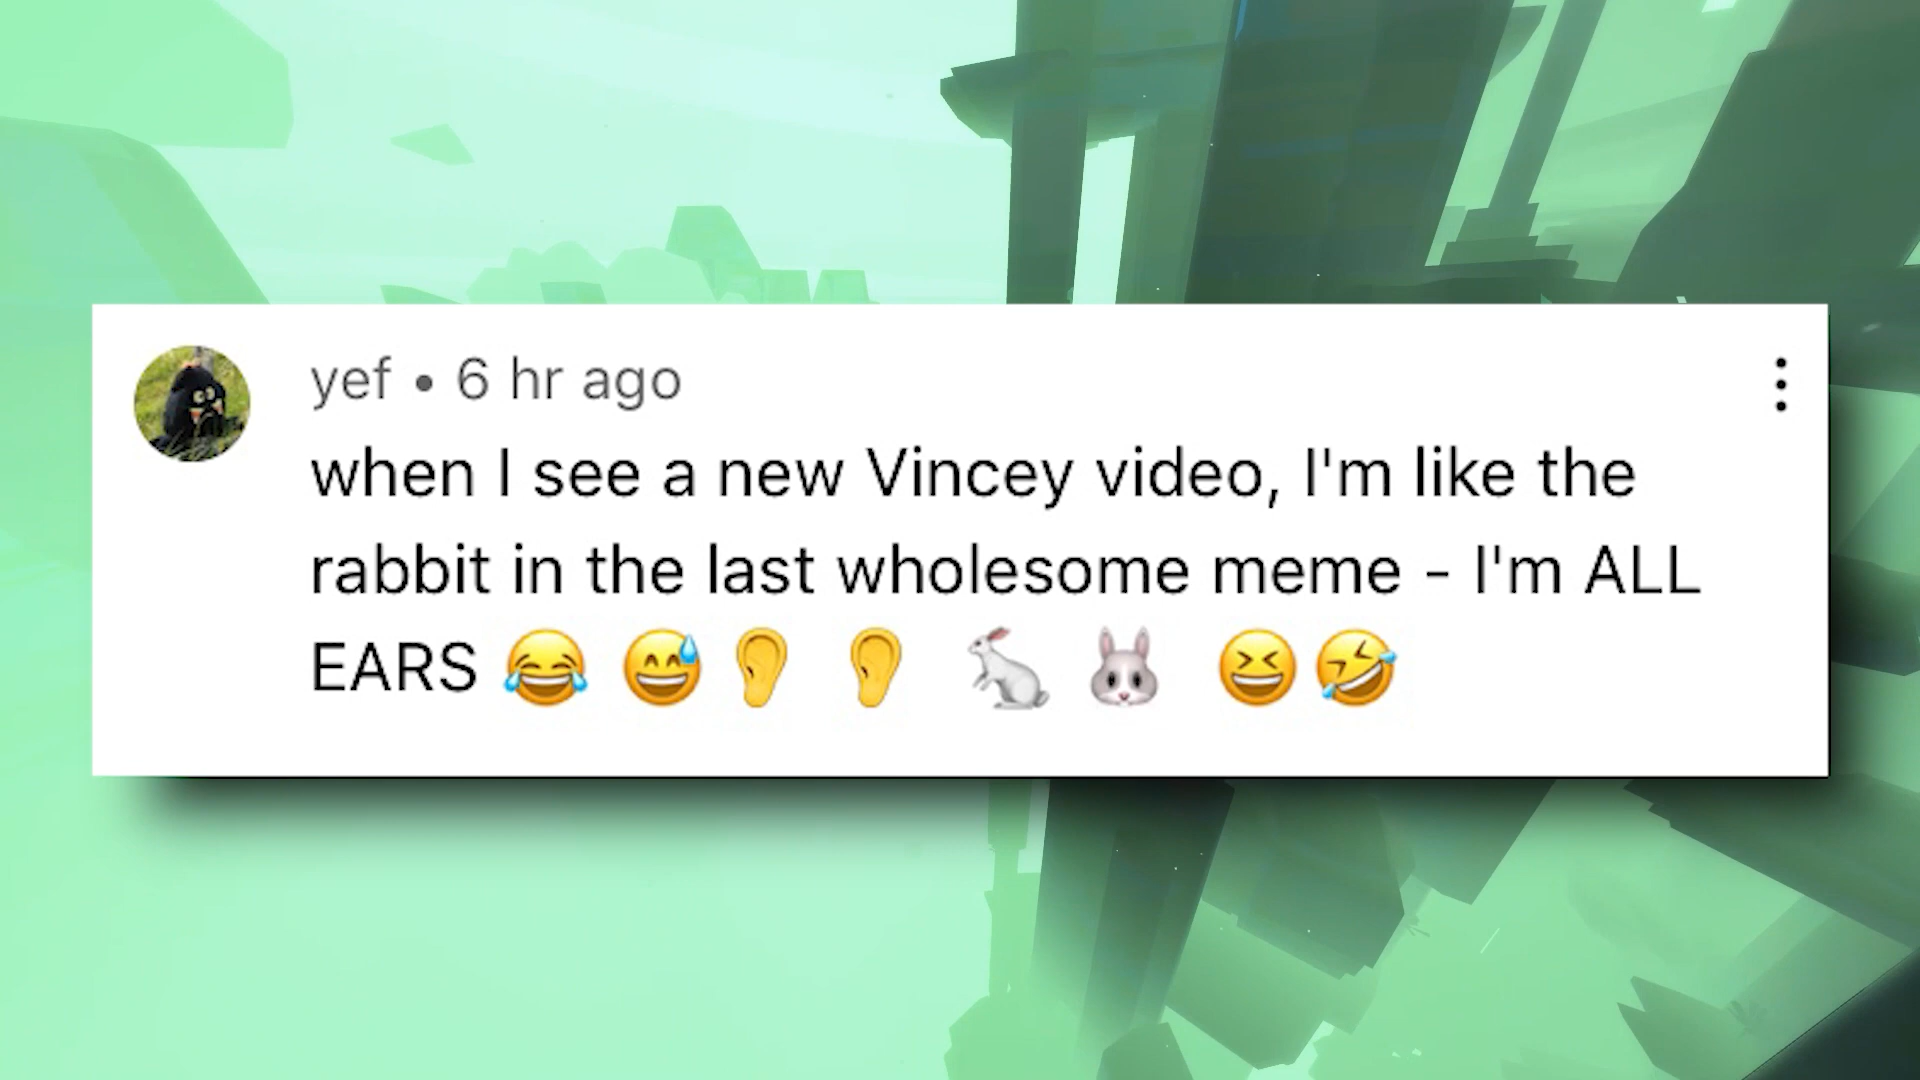 yef • 6 hr ago
when I see a new Vincey video, I'm like the
rabbit in the last wholesome meme - I'm ALL
EARS 😂 😅👂 👂 🐇 🐰 😆🤣